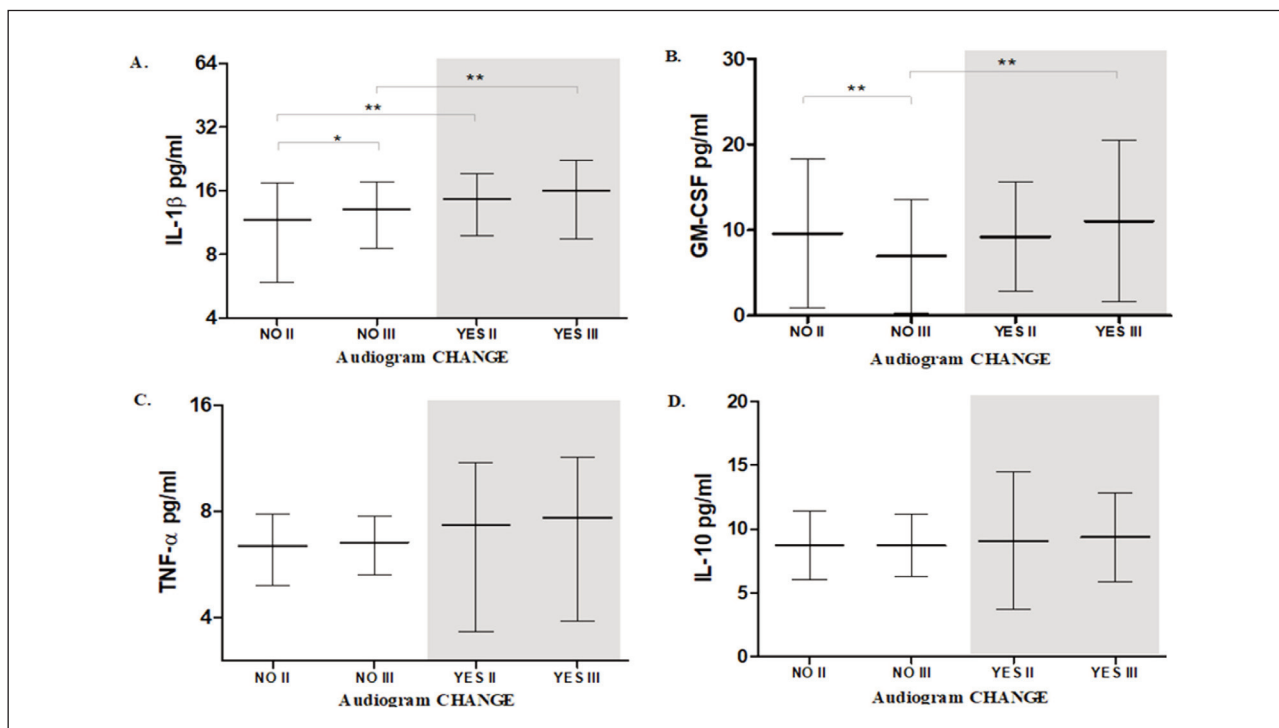 A.
64
32
16
8
4
IL-1β pg/ml
**
**
*
NO II NO III YES II YES III
Audiogram CHANGE
B.
30
20
10
0
GM-CSF pg/ml
**
**
NO II NO III YES II YES III
Audiogram CHANGE
C.
16
8
4
TNF-α pg/ml
NO II NO III YES II YES III
Audiogram CHANGE
D.
20
15
10
5
0
IL-10 pg/ml
NO II NO III YES II YES III
Audiogram CHANGE